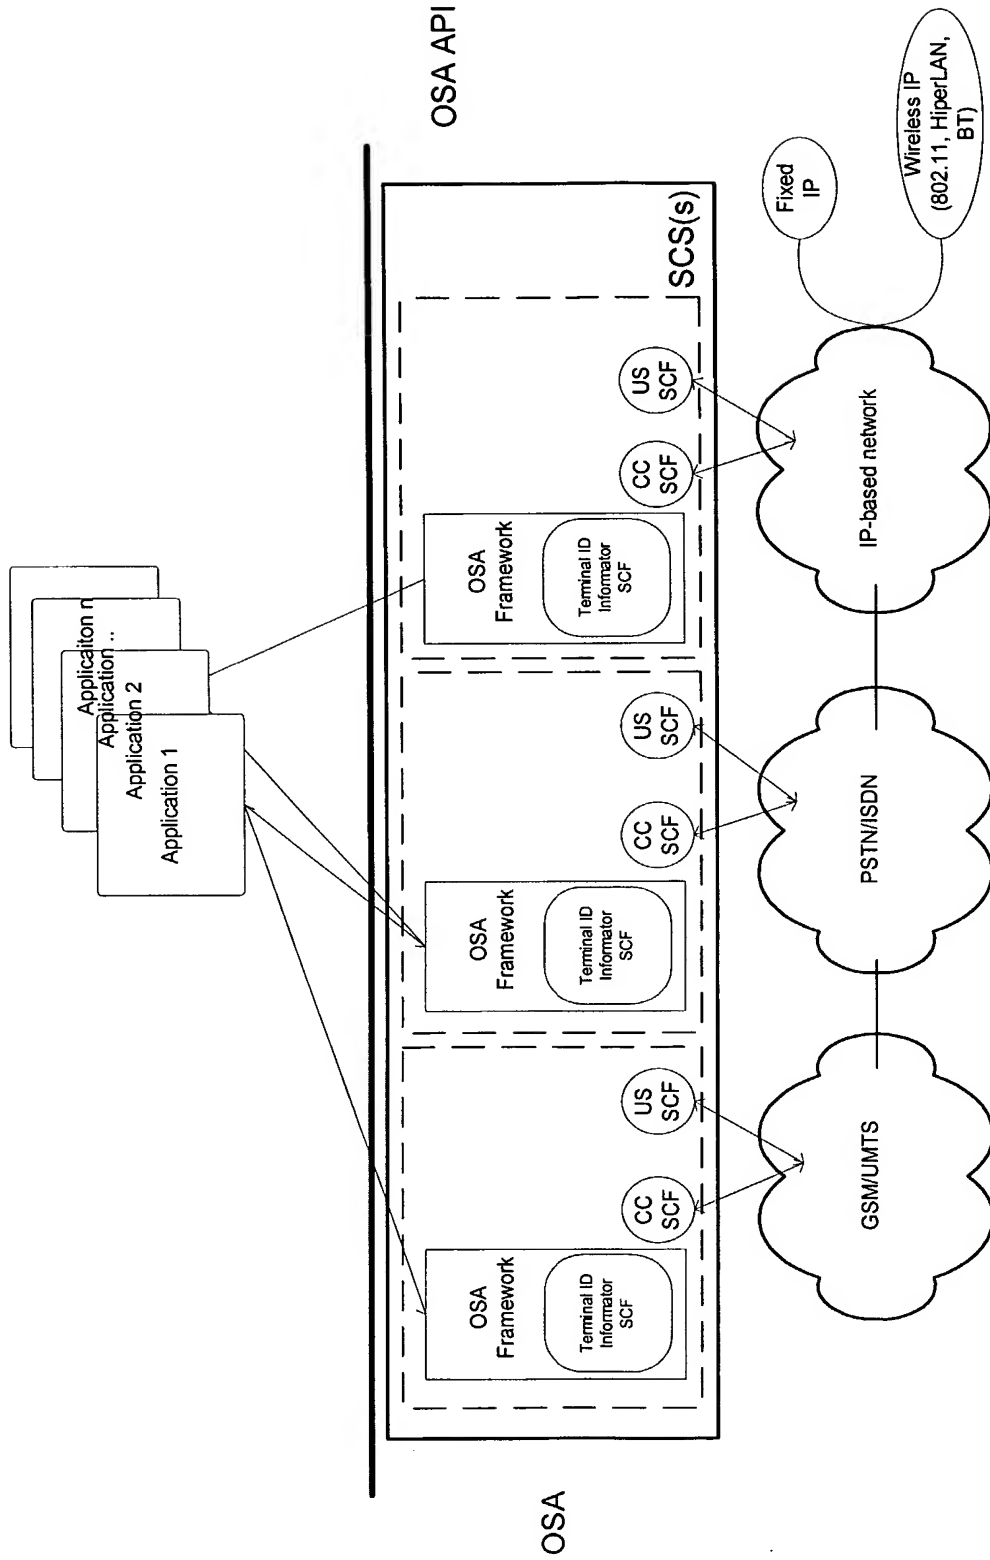 Applicaiton n
Application ..
Application 2
Application 1
OSA API
OSA
SCS(s)
OSA
Framework
Terminal ID
Informator
SCF
CC
SCF
US
SCF
OSA
Framework
Terminal ID
Informator
SCF
CC
SCF
US
SCF
OSA
Framework
Terminal ID
Informator
SCF
CC
SCF
US
SCF
GSM/UMTS
PSTN/ISDN
IP-based network
Fixed
IP
Wireless IP
(802.11, HiperLAN,
BT)